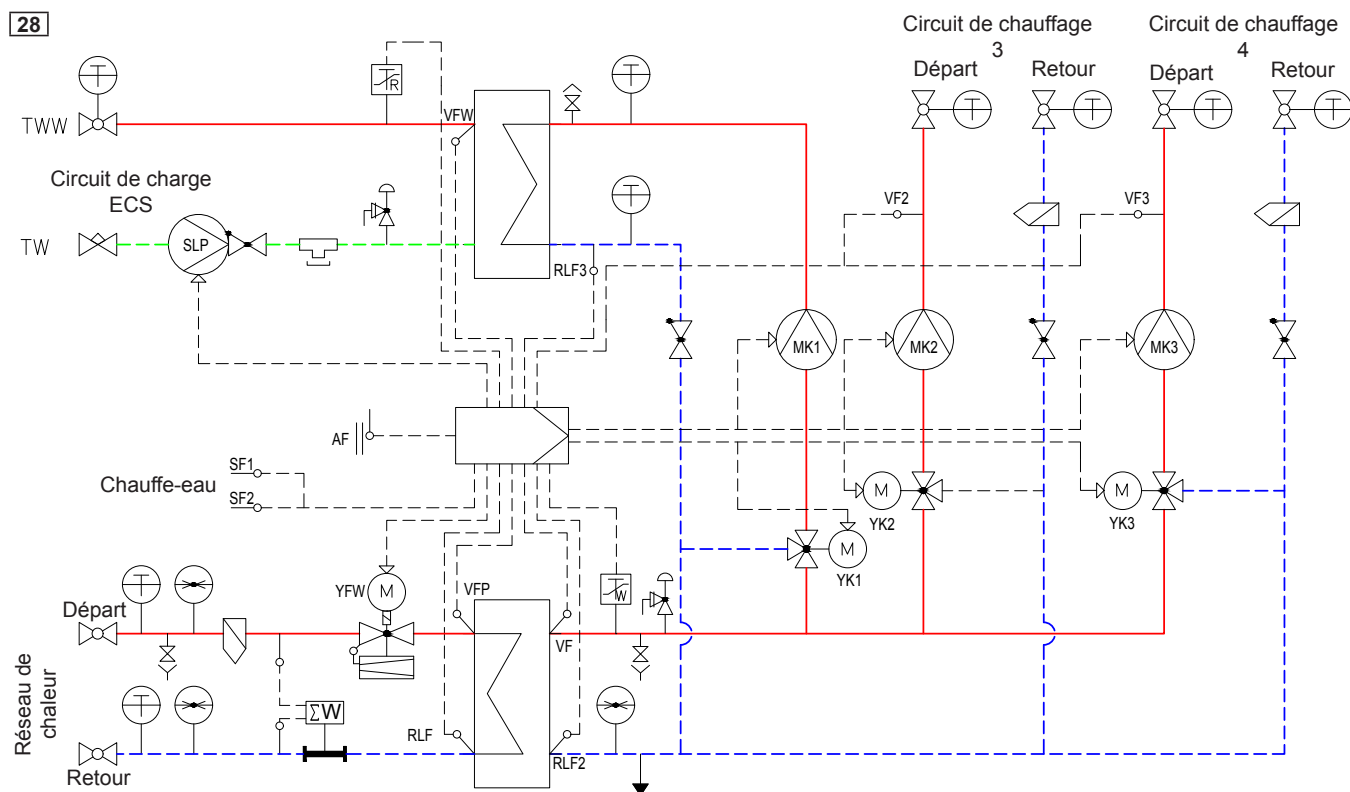 28
Circuit de chauffage
3
Circuit de chauffage
4
Départ
Retour
Départ
Retour
T
T
T
T
T
R
T
TWW
VFW
Circuit de charge
ECS
T
VF2
VF3
TW
SLP
RLF3
MK1
MK2
MK3
AF
SF1
Chauffe-eau
SF2
M
YK2
M
YK3
M
YK1
YFW
M
VFP
W
Départ
T
VF
Réseau de
chaleur
T
ΣW
RLF
RLF2
Retour